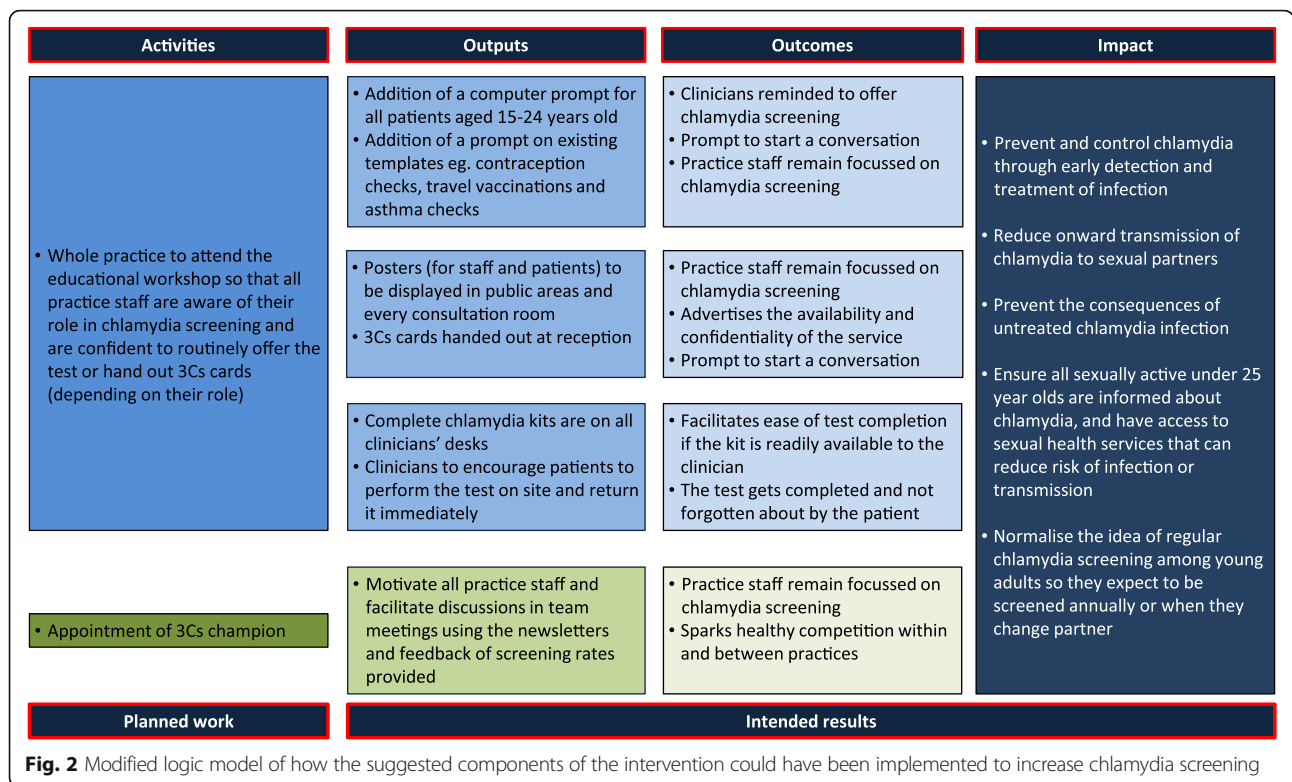 Activities
Outputs
Outcomes
Impact
• Whole practice to attend the
educational workshop so that all
practice staff are aware of their
role in chlamydia screening and
are confident to routinely offer the
test or hand out 3Cs cards
(depending on their role)
• Addition of a computer prompt for
all patients aged 15-24 years old
• Addition of a prompt on existing
templates eg. contraception
checks, travel vaccinations and
asthma checks
• Clinicians reminded to offer
chlamydia screening
• Prompt to start a conversation
• Practice staff remain focussed on
chlamydia screening
• Posters (for staff and patients) to
be displayed in public areas and
every consultation room
• 3Cs cards handed out at reception
• Practice staff remain focussed on
chlamydia screening
• Advertises the availability and
confidentiality of the service
• Prompt to start a conversation
• Complete chlamydia kits are on all
clinicians' desks
• Clinicians to encourage patients to
perform the test on site and return
it immediately
• Facilitates ease of test completion
if the kit is readily available to the
clinician
• The test gets completed and not
forgotten about by the patient
• Appointment of 3Cs champion
• Motivate all practice staff and
facilitate discussions in team
meetings using the newsletters
and feedback of screening rates
provided
• Practice staff remain focussed on
chlamydia screening
• Sparks healthy competition within
and between practices
• Prevent and control chlamydia
through early detection and
treatment of infection
• Reduce onward transmission of
chlamydia to sexual partners
• Prevent the consequences of
untreated chlamydia infection
• Ensure all sexually active under 25
year olds are informed about
chlamydia, and have access to
sexual health services that can
reduce risk of infection or
transmission
• Normalise the idea of regular
chlamydia screening among young
adults so they expect to be
screened annually or when they
change partner
Planned work
Intended results
Fig. 2 Modified logic model of how the suggested components of the intervention could have been implemented to increase chlamydia screening